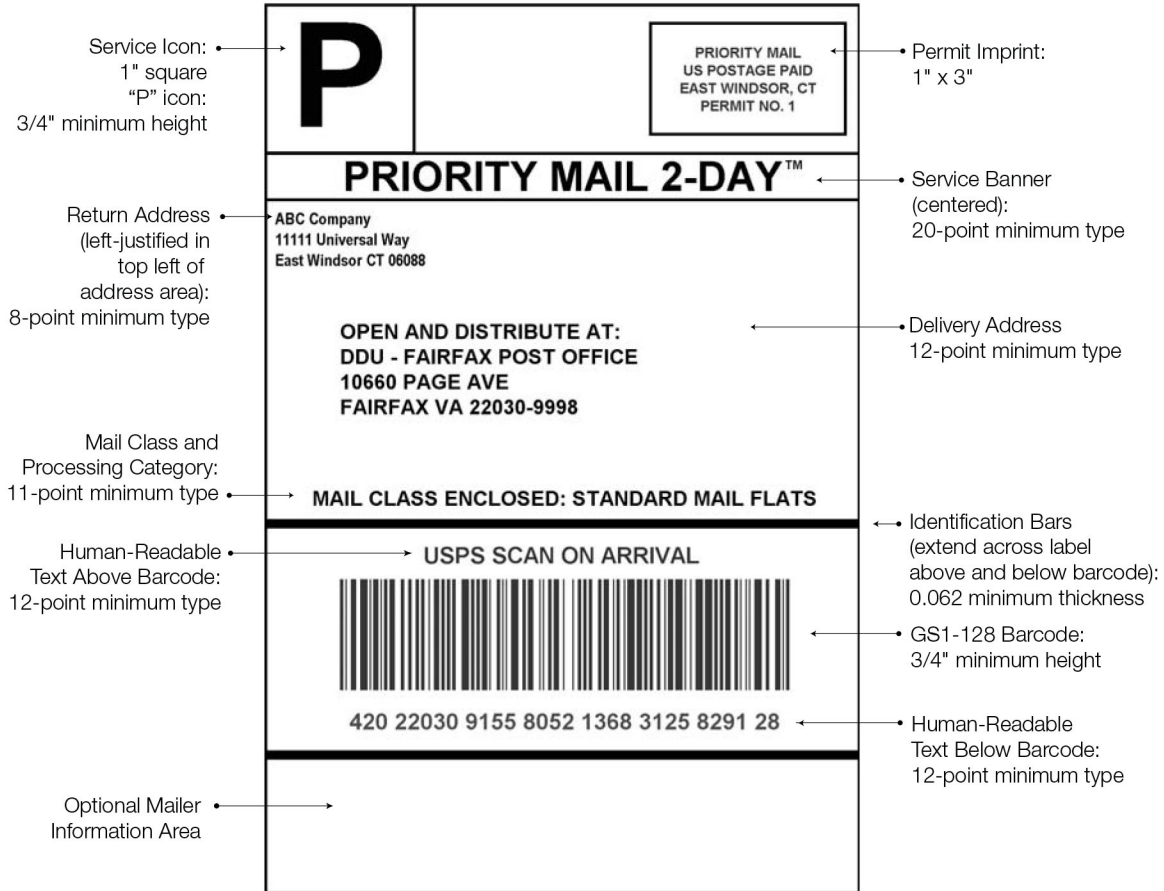 Service Icon:
1" square
“P” icon:
3/4" minimum height
P
PRIORITY MAIL
US POSTAGE PAID
EAST WINDSOR, CT
PERMIT NO. 1
Permit Imprint:
1" x 3"
PRIORITY MAIL 2-DAY™
Service Banner
(centered):
20-point minimum type
Return Address
(left-justified in
top left of
address area):
8-point minimum type
ABC Company
11111 Universal Way
East Windsor CT 06088
OPEN AND DISTRIBUTE AT:
DDU - FAIRFAX POST OFFICE
10660 PAGE AVE
FAIRFAX VA 22030-9998
Delivery Address
12-point minimum type
Mail Class and
Processing Category:
11-point minimum type
MAIL CLASS ENCLOSED: STANDARD MAIL FLATS
Identification Bars
(extend across label
above and below barcode):
0.062 minimum thickness
Human-Readable
Text Above Barcode:
12-point minimum type
USPS SCAN ON ARRIVAL
GS1-128 Barcode:
3/4" minimum height
420 22030 9155 8052 1368 3125 8291 28
Human-Readable
Text Below Barcode:
12-point minimum type
Optional Mailer
Information Area